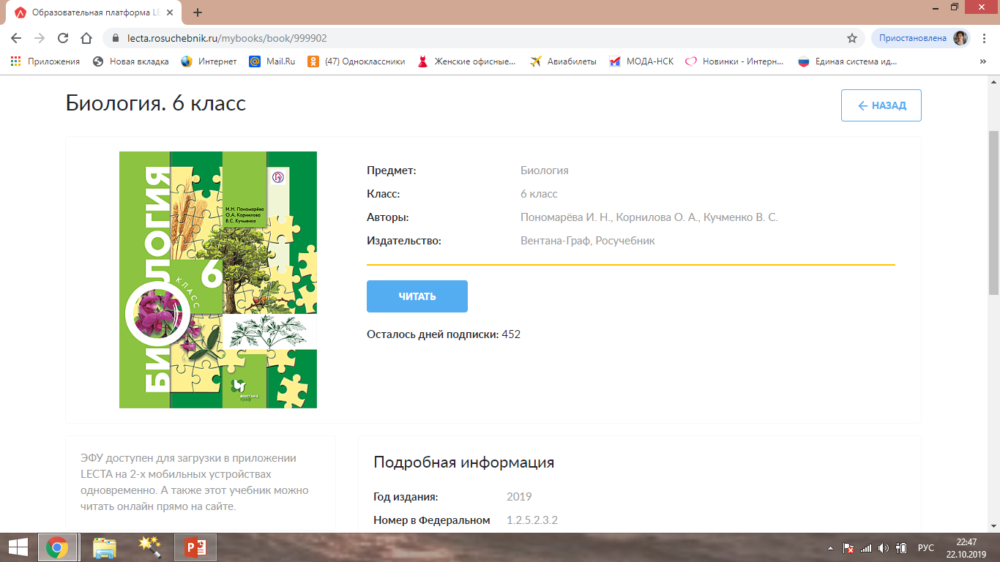 Образовательная платформа LE
lecta.rosuchebnik.ru/mybooks/book/999902
Приостановлена
Приложения
Новая вкладка
Интернет
Mail.Ru
(47) Одноклассники
Женские офисные...
Авиабилеты
МОДА-НСК
Новинки - Интерн...
Единая система ид...
»
Биология. 6 класс
НАЗАД
БИОЛОГИЯ
И.Н. Пономарёва
О.А. Корнилова
В.С. Кучменко
6
КЛАСС
вентана
граф
Предмет: Биология
Класс: 6 класс
Авторы: Пономарёва И. Н., Корнилова О. А., Кучменко В. С.
Издательство: Вентана-Граф, Росучебник
ЧИТАТЬ
Осталось дней подписки: 452
ЭФУ доступен для загрузки в приложении
LECTA на 2-х мобильных устройствах
одновременно. А также этот учебник можно
читать онлайн прямо на сайте.
Подробная информация
Год издания: 2019
Номер в Федеральном 1.2.5.2.3.2
РУС
22:47
22.10.2019